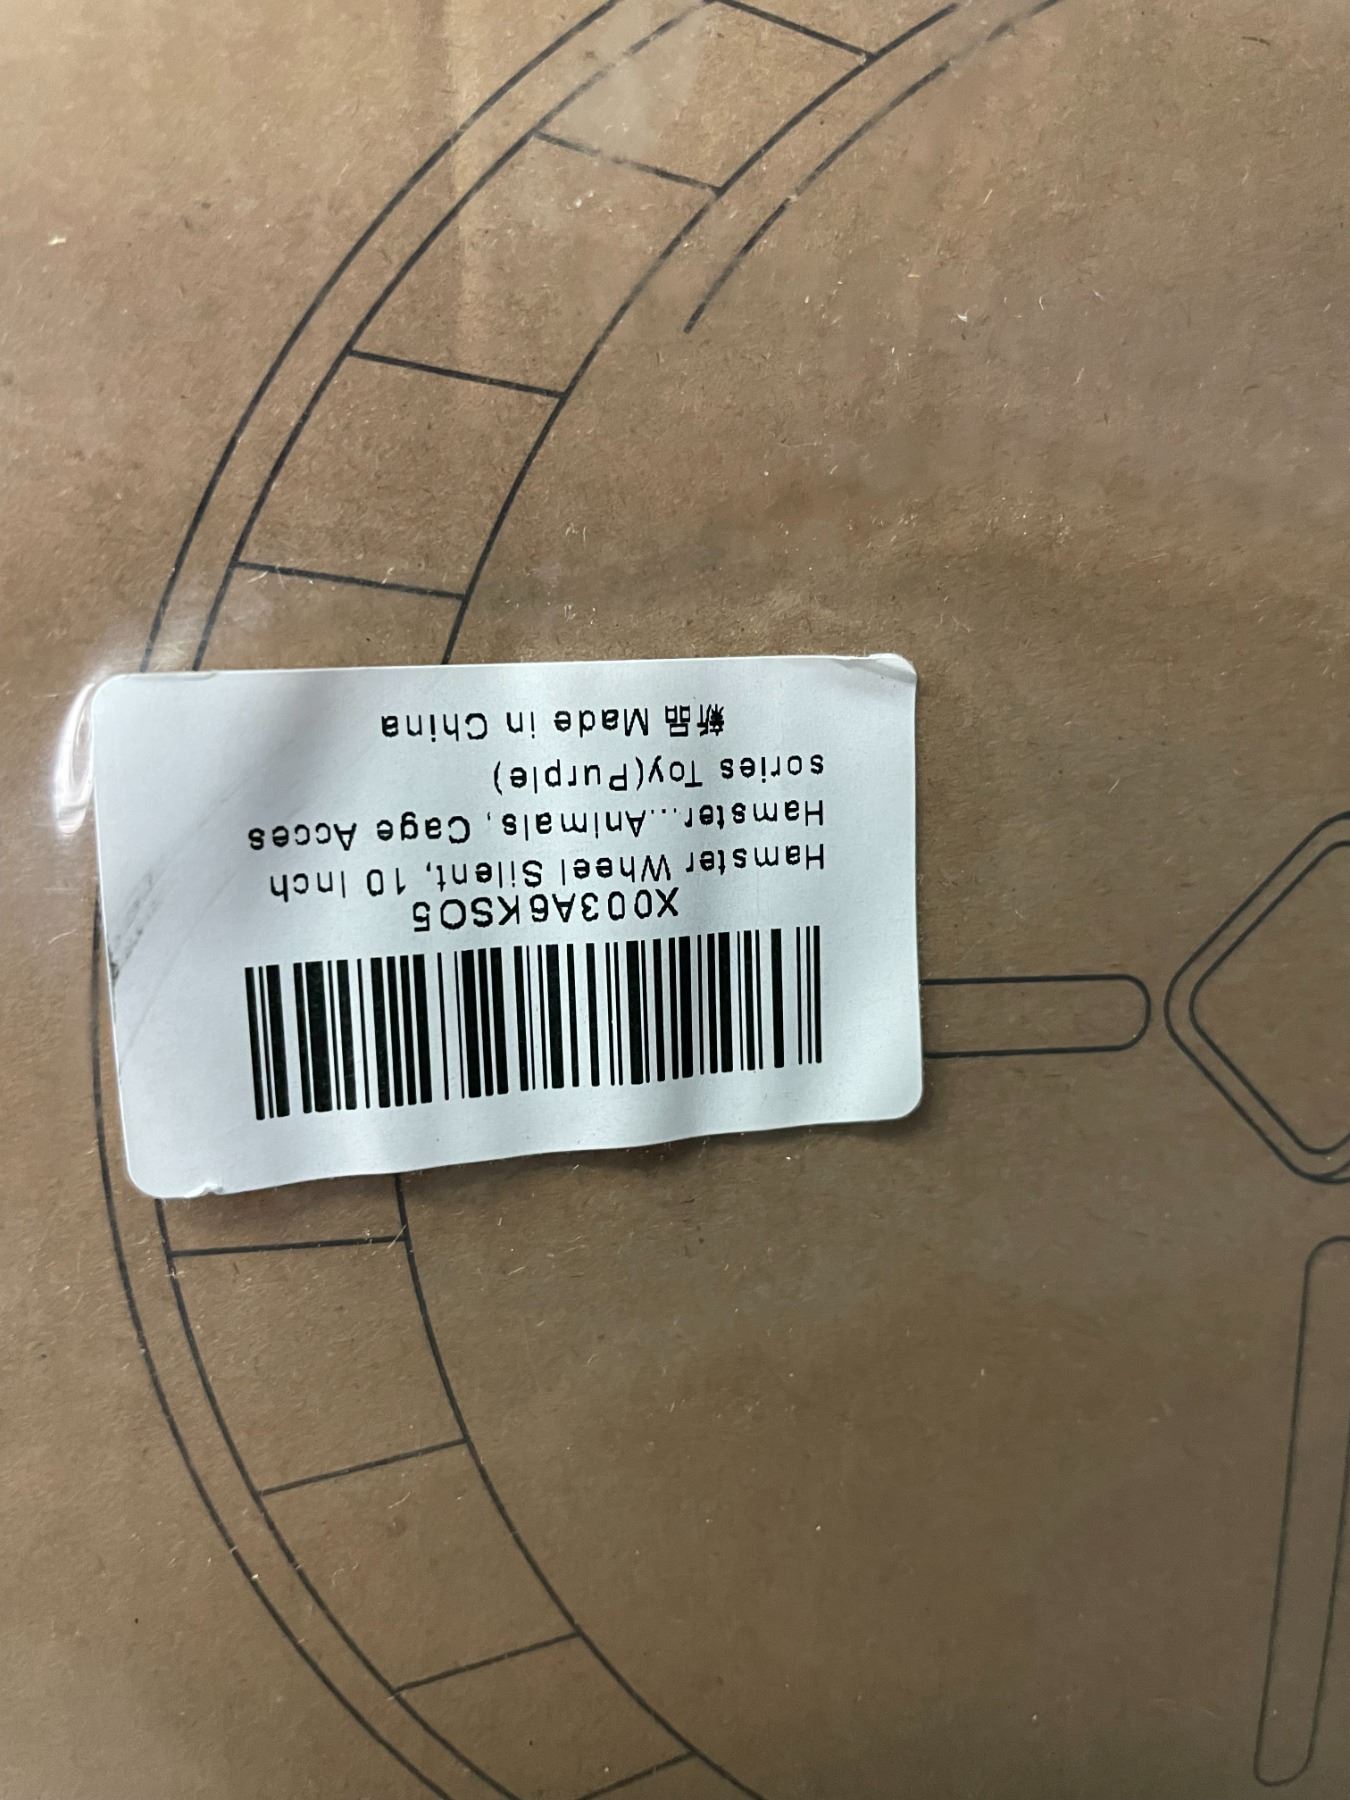 X003A6KSO5
Hamster Wheel Silent, 10 Inch
Hamster...Animals, Cage Acces
sories Toy(Purple)
新品 Made in China